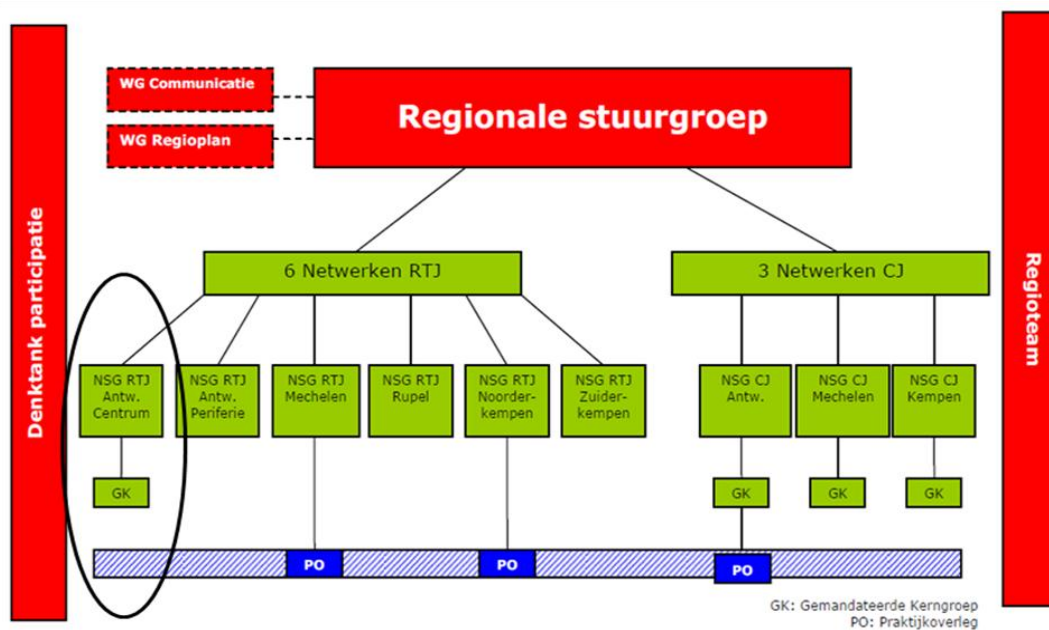 Denktank participatie
WG Communicatie
WG Regioplan
Regionale stuurgroep
Regioteam
6 Netwerken RTJ
3 Netwerken CJ
NSG RTJ
Antw.
Centrum
NSG RTJ
Antw.
Periferie
NSG RTJ
Mechelen
NSG RTJ
Rupel
NSG RTJ
Noorder-
kempen
NSG RTJ
Zuider-
kempen
NSG CJ
Antw.
NSG CJ
Mechelen
NSG CJ
Kempen
GK
GK
GK
GK
PO
PO
PO
GK: Gemandateerde Kerngroep
PO: Praktijkoverleg